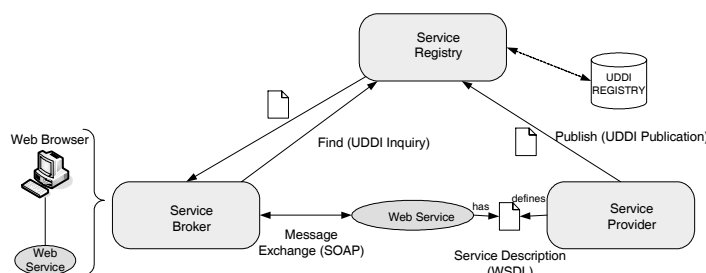 Service
Registry
UDDI
REGISTRY
Web Browser
Find (UDDI Inquiry)
Publish (UDDI Publication)
Service
Broker
Web Service
has
defines
Service
Provider
Message
Exchange (SOAP)
Web
Service
Service Description
(WSDL)